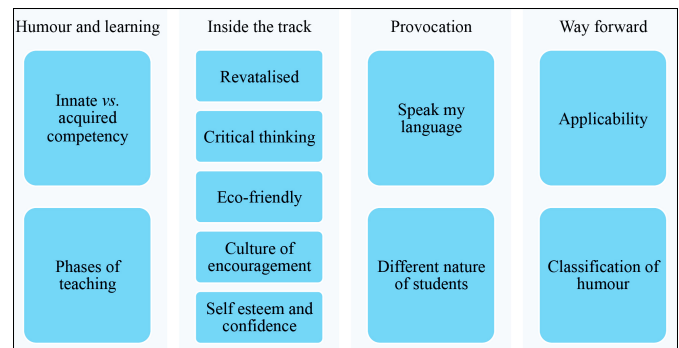 Humour and learning
Innate vs.
acquired
competency
Phases of
teaching
Inside the track
Revatalised
Critical thinking
Eco-friendly
Culture of
encouragement
Self esteem and
confidence
Provocation
Speak my
language
Different nature
of students
Way forward
Applicability
Classification of
humour